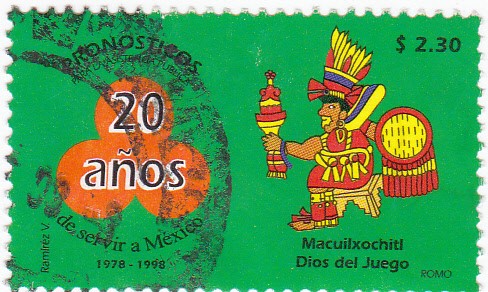 PRONOSTICOS
$ 2.30
20
años
de servir a México
1978 - 1998
Ramírez V.
Macuilxochitl
Dios del Juego
ROMO